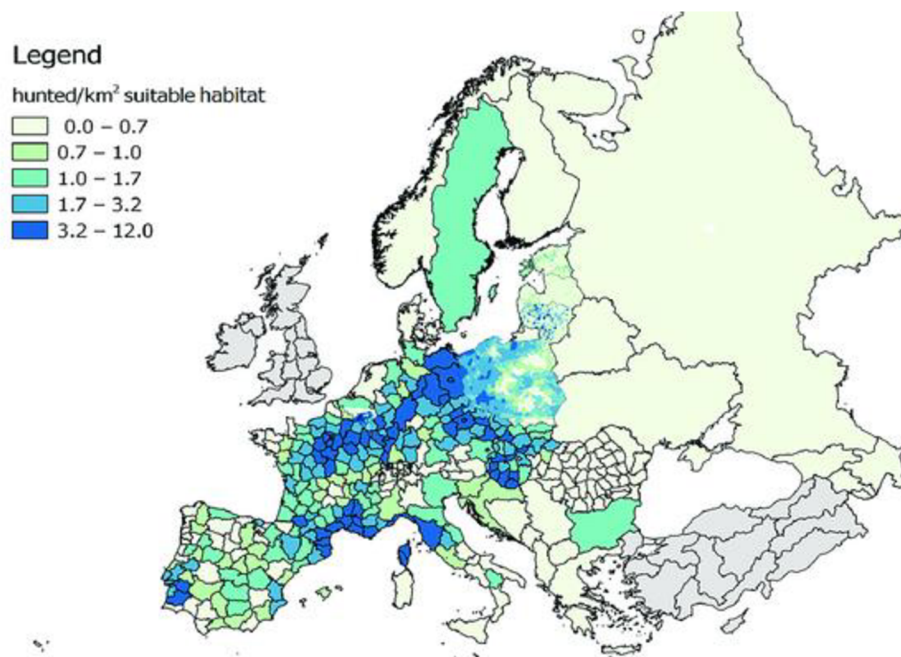 Legend
hunted/km² suitable habitat
0.0 – 0.7
0.7 – 1.0
1.0 – 1.7
1.7 – 3.2
3.2 – 12.0